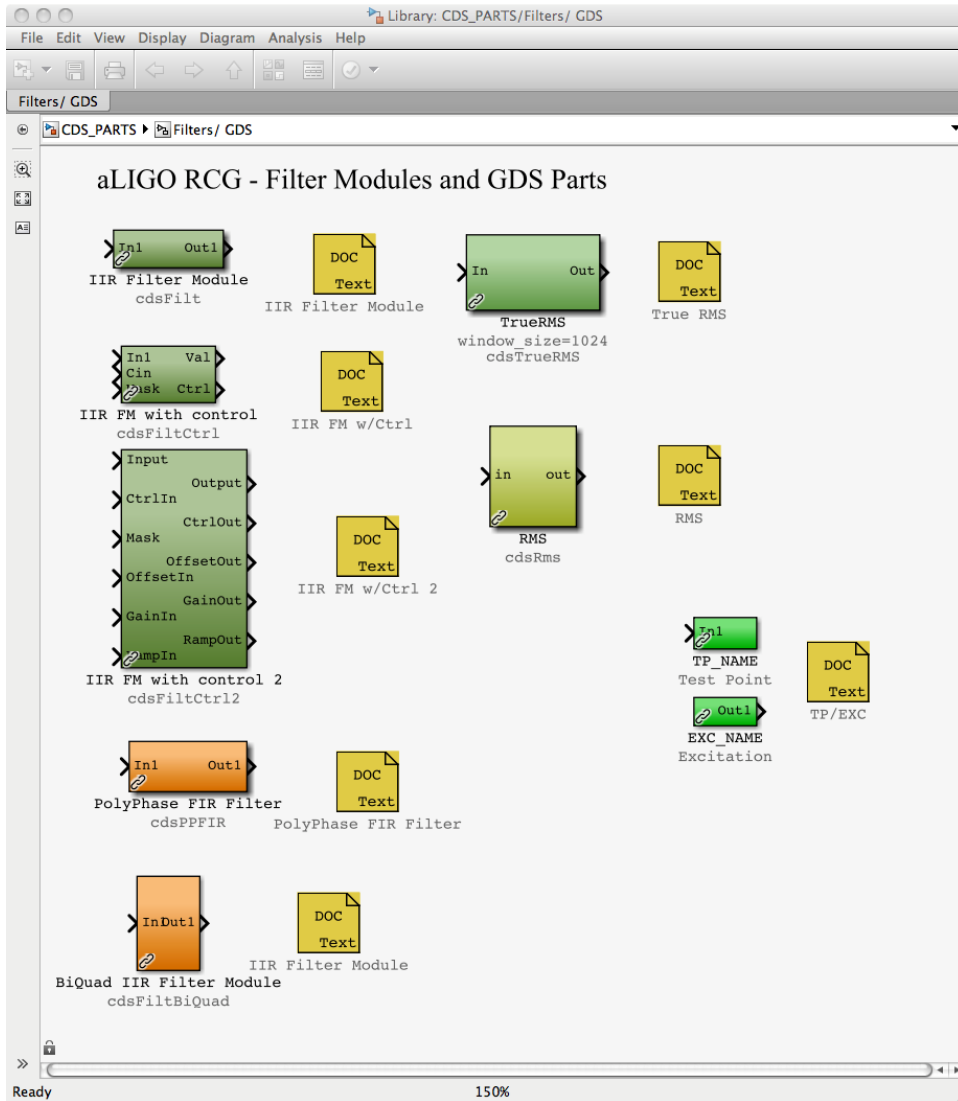 Library: CDS_PARTS/Filters/ GDS
File Edit View Display Diagram Analysis Help
Filters/ GDS
CDS_PARTS Filters/ GDS
aLIGO RCG - Filter Modules and GDS Parts
In1 Out1
IIR Filter Module
cdsFilt
DOC
Text
IIR Filter Module
In Out
TrueRMS
window_size=1024
cdsTrueRMS
DOC
Text
True RMS
In1 Val
Cin
Mask Ctrl
IIR FM with control
cdsFiltCtrl
DOC
Text
IIR FM w/Ctrl
Input
Output
CtrlIn
CtrlOut
Mask
OffsetOut
OffsetIn
GainOut
GainIn
RampOut
RampIn
IIR FM with control 2
cdsFiltCtrl2
DOC
Text
IIR FM w/Ctrl 2
in out
RMS
cdsRms
DOC
Text
RMS
In1
TP_NAME
Test Point
Out1
EXC_NAME
Excitation
DOC
Text
TP/EXC
In1 Out1
PolyPhase FIR Filter
cdsPPFIR
DOC
Text
PolyPhase FIR Filter
In1 Out1
BiQuad IIR Filter Module
cdsFiltBiQuad
DOC
Text
IIR Filter Module
Ready 150%